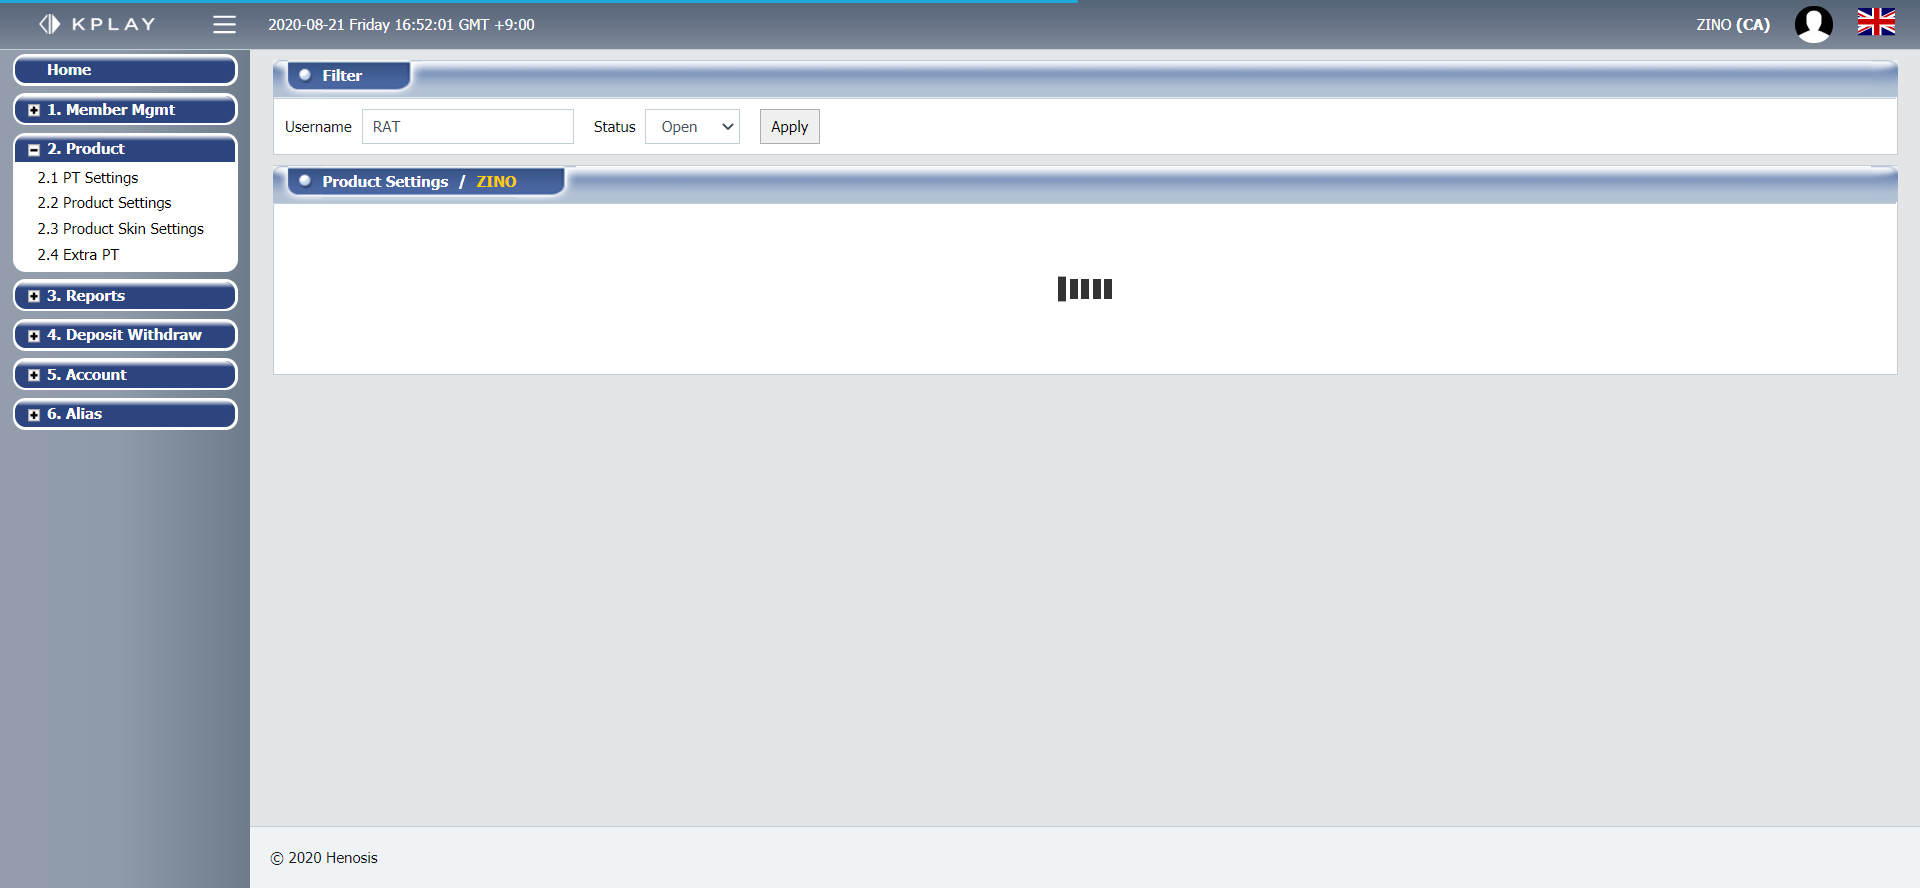 KPLAY
2020-08-21 Friday 16:52:01 GMT +9:00
ZINO (CA)
Home
1. Member Mgmt
2. Product
2.1 PT Settings
2.2 Product Settings
2.3 Product Skin Settings
2.4 Extra PT
3. Reports
4. Deposit Withdraw
5. Account
6. Alias
Filter
Username RAT Status Open Apply
Product Settings / ZINO
© 2020 Henosis